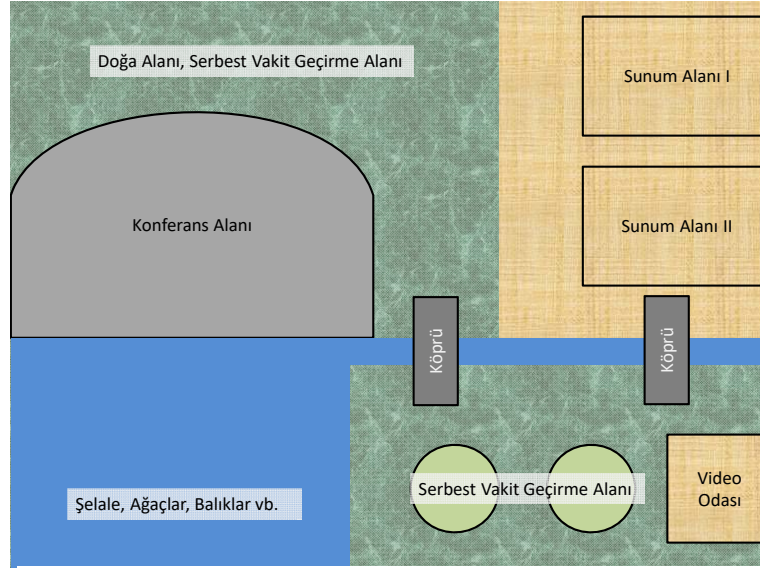 Doğa Alanı, Serbest Vakit Geçirme Alanı
Sunum Alanı I
Konferans Alanı
Sunum Alanı II
Köprü
Köprü
Serbest Vakit Geçirme Alanı
Video
Odası
Şelale, Ağaçlar, Balıklar vb.